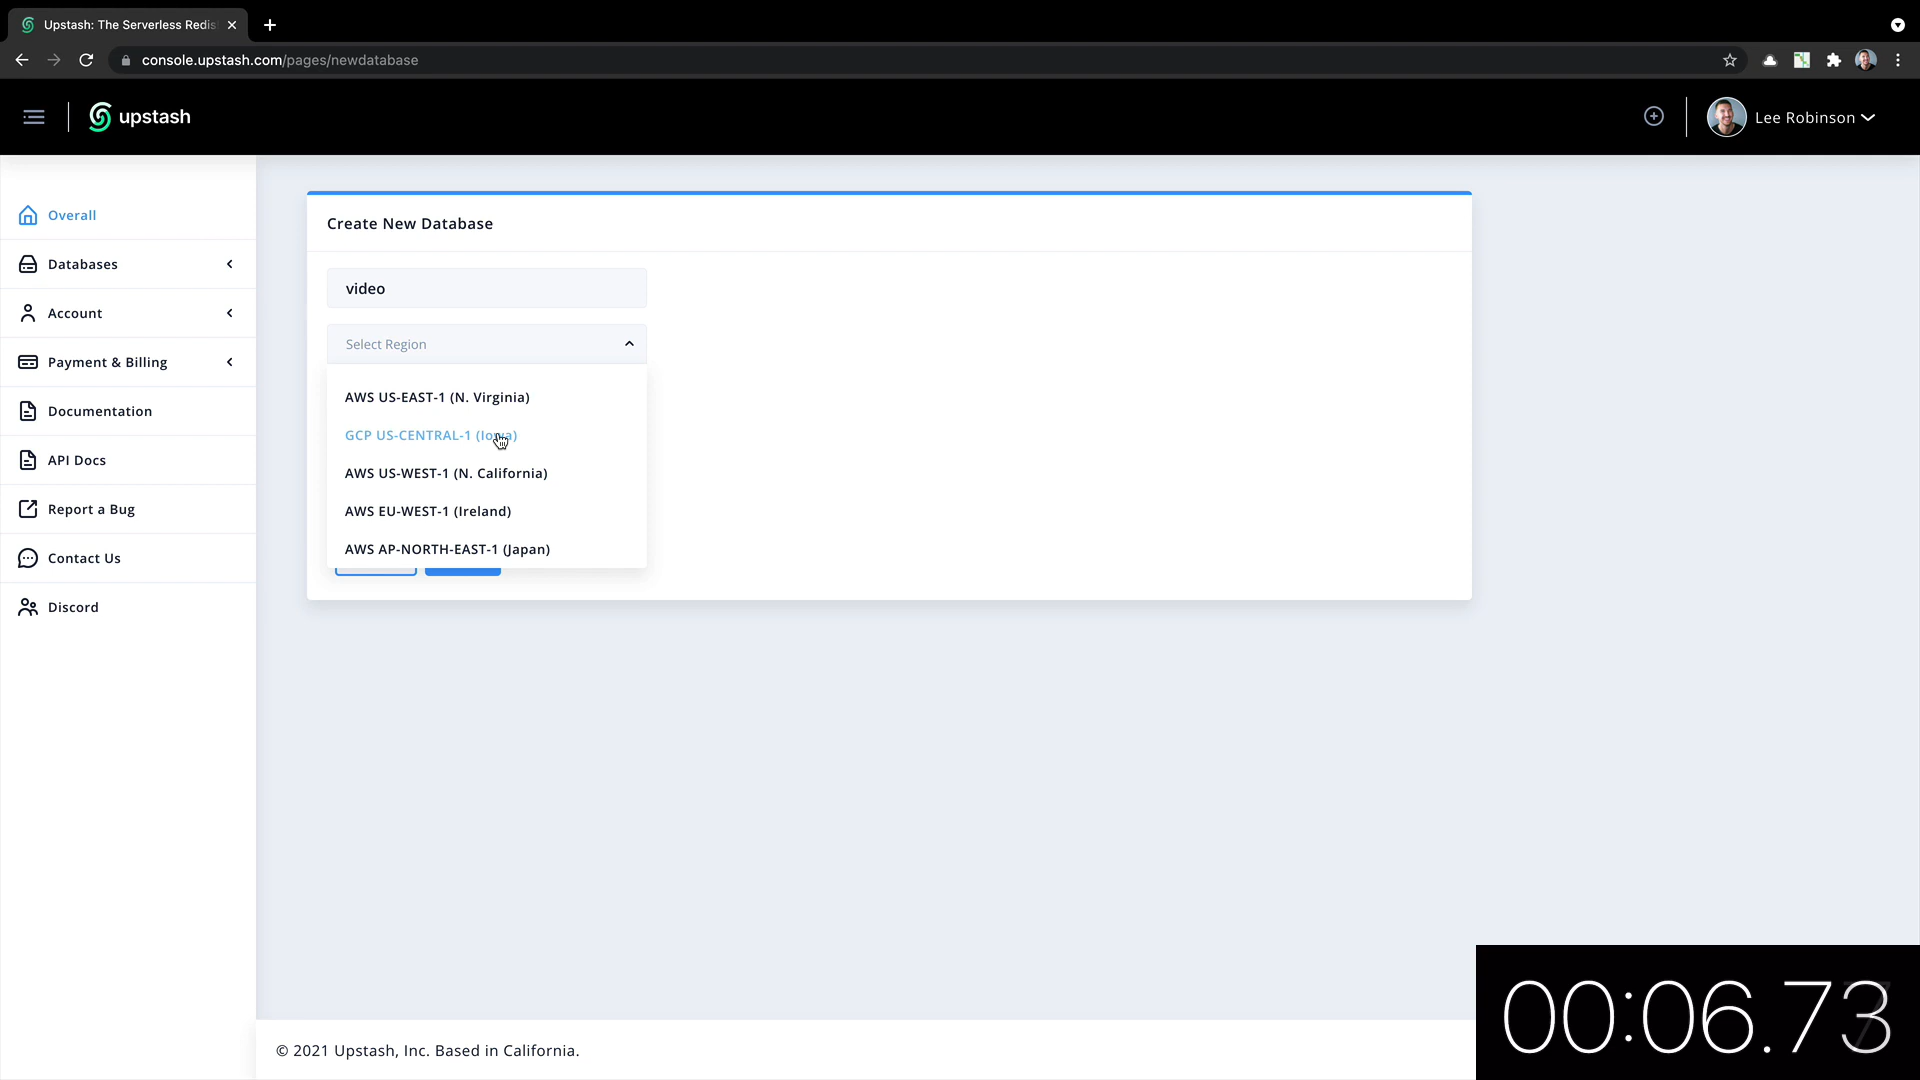 Upstash: The Serverless Redis
console.upstash.com/pages/newdatabase
upstash
Lee Robinson
Overall
Databases
Account
Payment & Billing
Documentation
API Docs
Report a Bug
Contact Us
Discord
Create New Database
video
Select Region
AWS US-EAST-1 (N. Virginia)
GCP US-CENTRAL-1 (Iowa)
AWS US-WEST-1 (N. California)
AWS EU-WEST-1 (Ireland)
AWS AP-NORTH-EAST-1 (Japan)
© 2021 Upstash, Inc. Based in California.
00:06.73